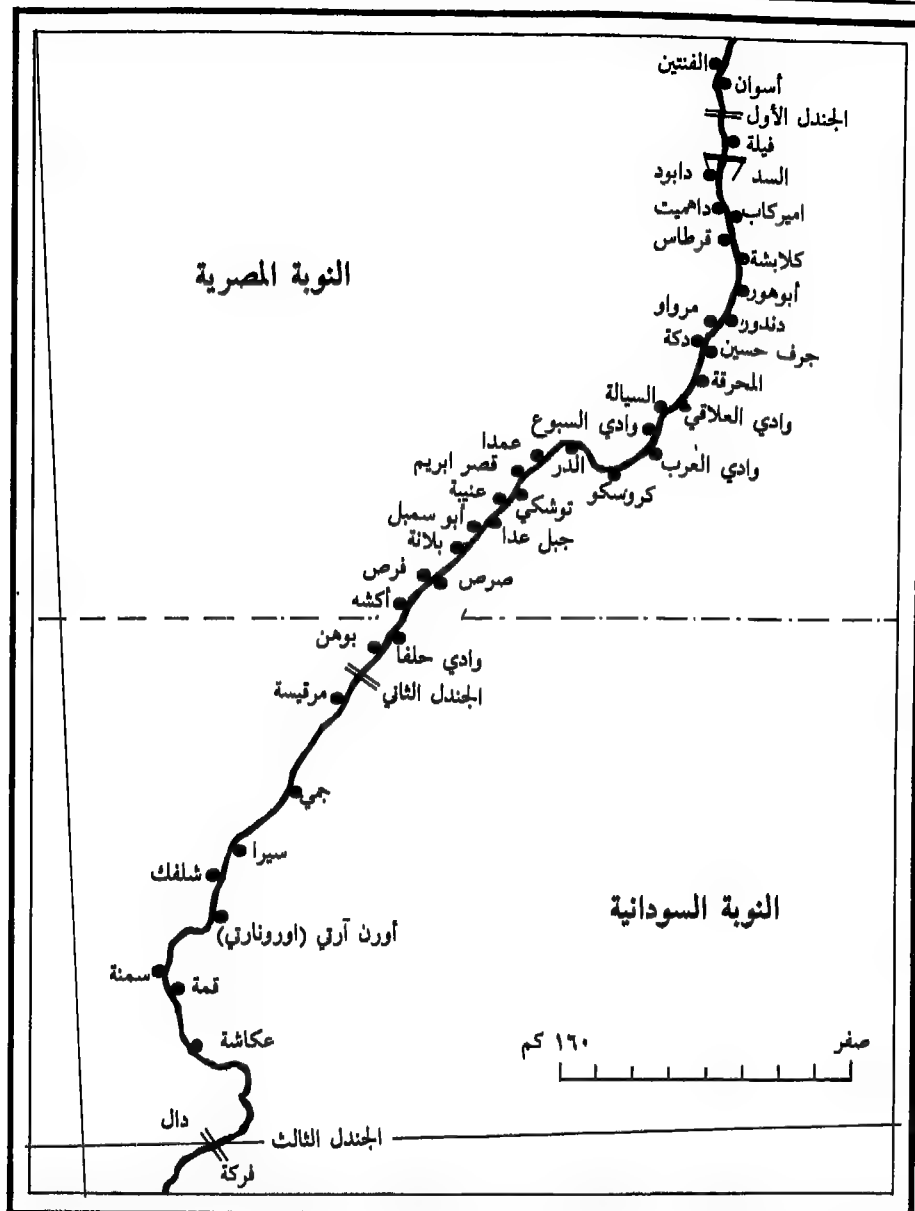 الفنتين
أسوان
الجندل الأول
فيلة
السد
دابود
داهميت
اميركاب
قرطاس
كلابشة
النوبة المصرية
أبوهور
مرواو
دندور
دكة
جرف حسين
المحرقة
السيالة
وادي العلاقي
وادي السبوع
عمدا
الدر
وادي العرب
قصر ابريم
كروسكو
عنيبة
توشكي
أبو سمبل
جبل عدا
بلانة
فرص
صرص
أكشه
بوهن
وادي حلفا
الجندل الثاني
مرقيسة
جمي
سيرا
شلفك
النوبة السودانية
أورن آرتي (اورونارتي)
سمنة
قمة
عكاشة
صفر
١٦٠ كم
دال
الجندل الثالث
فركة